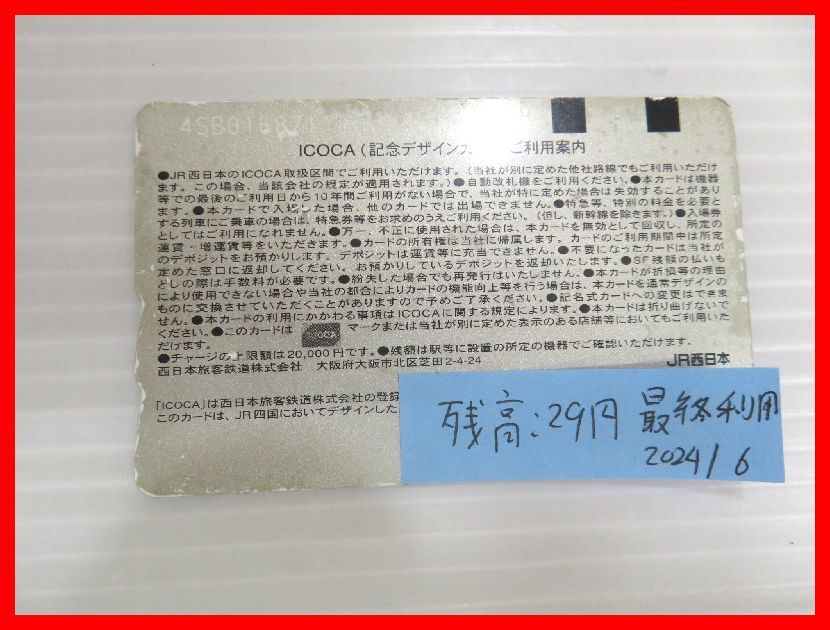 4SB016871
ICOCA(記念デザインカ ご利用案内
●JR西日本のICOCA取扱区間でご利用いただけます。(当社が別に定めた他社路線でもご利用いただけ
ます。この場合、当該会社の規定が適用されます。)●自動改札機をご利用ください。●本カードは機器
等での最後のご利用日から10年間ご利用がない場合で、当社が特に定めた場合は失効することがあり
ます。●本カードで入場した場合、他のカードでは出場できません。●特急等、特別の料金を必要と
する列車にご乗車の場合は、特急券等をお求めのうえご利用ください。(但し、新幹線を除きます。)●入場券
としてはご利用になれません。●万一、不正に使用された場合は、本カードを無効として回収し、所定の
運賃・増運賃等をいただきます。●カードの所有権は当社に帰属します。カードのご利用期間中は所定
のデポジットをお預かりします。デポジットは運賃等に充当できません。●不要になったカードは当社が
定めた窓口に返却してください。お預かりしているデポジットを返却いたします。●SF残額の払いも
どしの際は手数料が必要です。●紛失した場合でも再発行はいたしません。●本カードが折損等の理由
により使用できない場合や当社の都合によりカードの機能向上等を行う場合は、本カードを通常デザインの
ものに交換させていただくことがありますので予めご了承ください。●記名式カードへの変更はできま
せん。●本カードの利用にかかわる事項はICOCAに関する規定によります。●本カードは折り曲げないで
ください。●このカードは ICOCA マークまたは当社が別に定めた表示のある店舗等においてもご利用いた
だけます。
●チャージの上限額は20,000円です。●残額は駅等に設置の所定の機器でご確認いただけます。
西日本旅客鉄道株式会社 大阪府大阪市北区芝田2-4-24 JR西日本
「ICOCA」は西日本旅客鉄道株式会社の登録
このカードは、JR四国においてデザインした
残高:29円 最終利用
2024/6